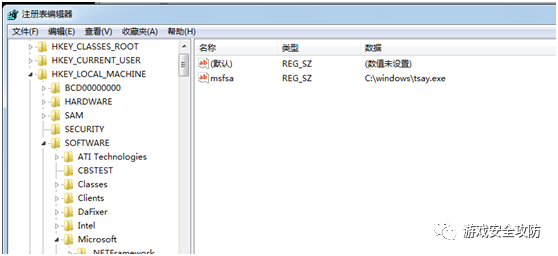 注册表编辑器
文件(F) 编辑(E) 查看(V) 收藏夹(A) 帮助(H)
HKEY_CLASSES_ROOT
HKEY_CURRENT_USER
HKEY_LOCAL_MACHINE
BCD00000000
HARDWARE
SAM
SECURITY
SOFTWARE
ATI Technologies
CBSTEST
Classes
Clients
DaFixer
Intel
Microsoft
.NETFramework
名称 类型 数据
ab (默认) REG_SZ (数值未设置)
ab msfsa REG_SZ C:\windows\tsay.exe
游戏安全攻防